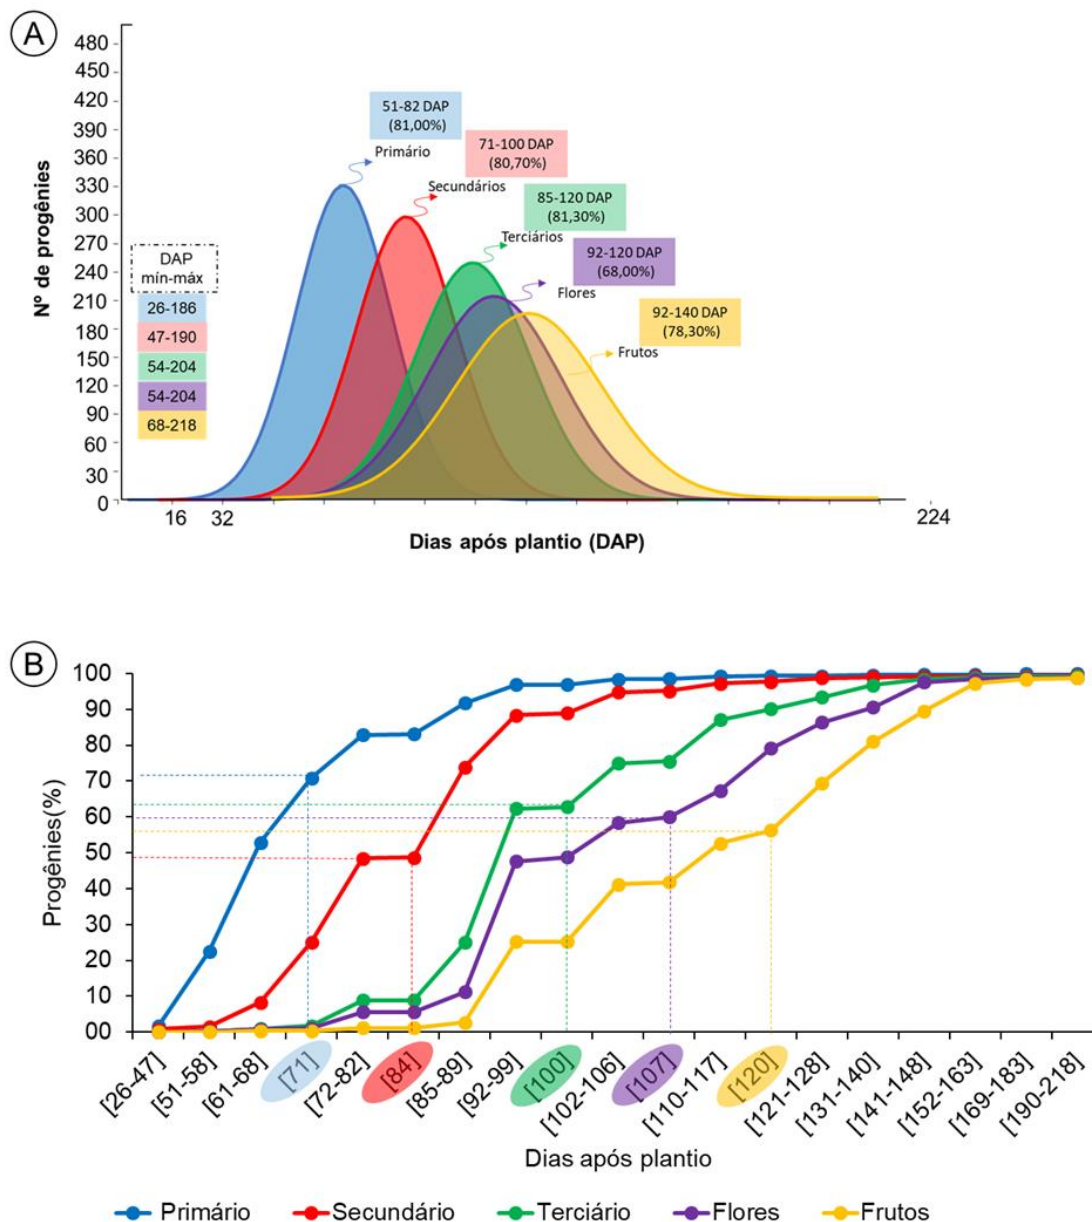 A
480
450
420
390
360
330
300
270
240
210
180
150
120
90
60
30
0
Nº de progênies
DAP
mín-máx
26-186
47-190
54-204
54-204
68-218
51-82 DAP
(81,00%)
Primário
71-100 DAP
(80,70%)
Secundários
85-120 DAP
(81,30%)
Terciários
92-120 DAP
(68,00%)
Flores
92-140 DAP
(78,30%)
Frutos
16 32 224
Dias após plantio (DAP)
B
100
90
80
70
60
50
40
30
20
10
00
Progênies(%)
[26-47] [51-58] [61-68] [71] [72-82] [84] [85-89] [92-99] [100] [102-106] [107] [110-117] [120] [121-128] [131-140] [141-148] [152-163] [169-183] [190-218]
Dias após plantio
Primário Secundário Terciário Flores Frutos